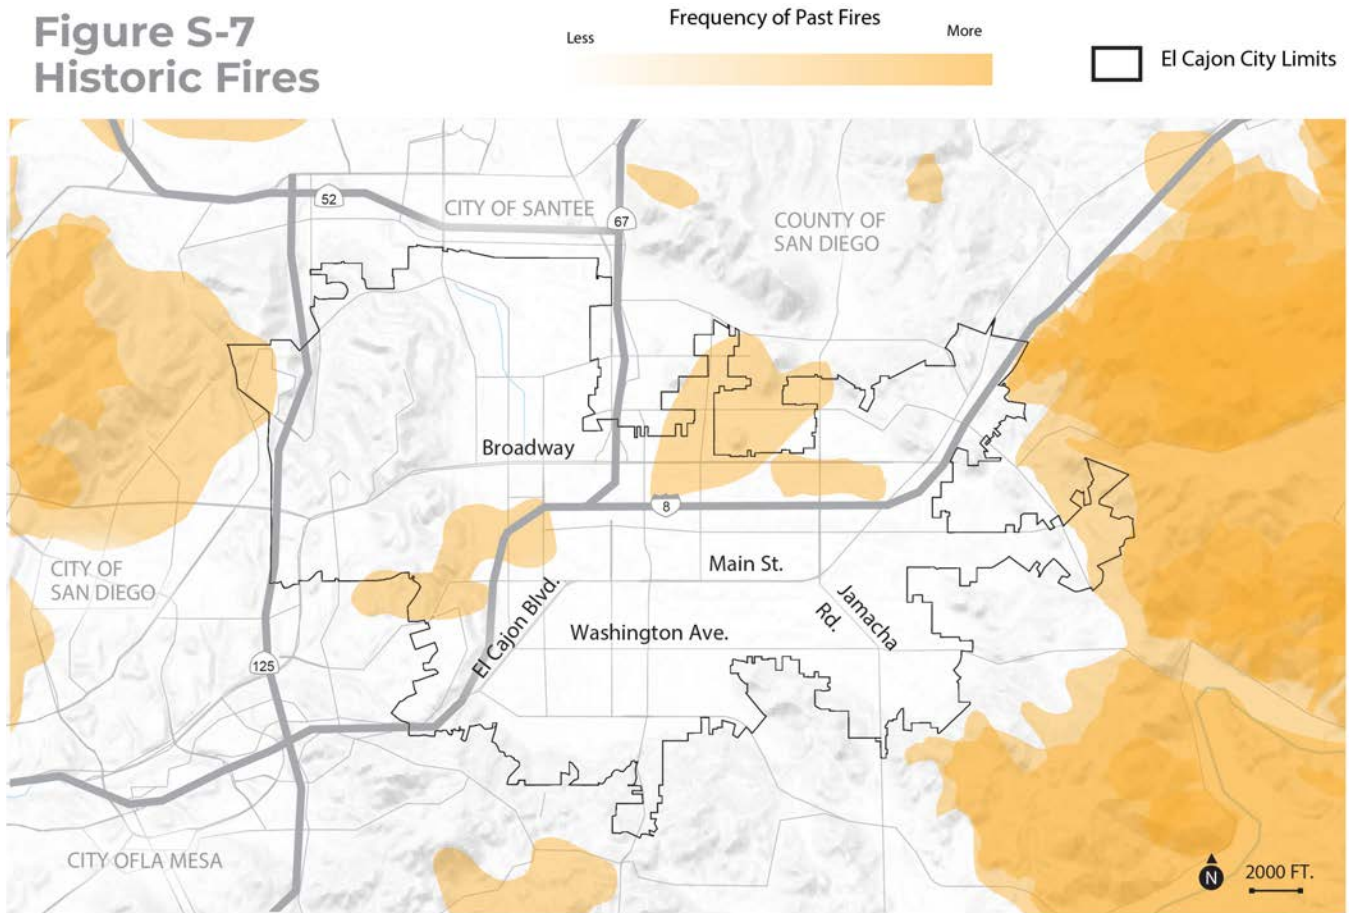 Figure S-7
Historic Fires
Frequency of Past Fires
Less
More
El Cajon City Limits
52
CITY OF SANTEE
67
COUNTY OF
SAN DIEGO
Broadway
8
CITY OF
SAN DIEGO
Main St.
El Cajon Blvd.
Jamacha
Rd.
Washington Ave.
125
CITY OFLA MESA
N
2000 FT.